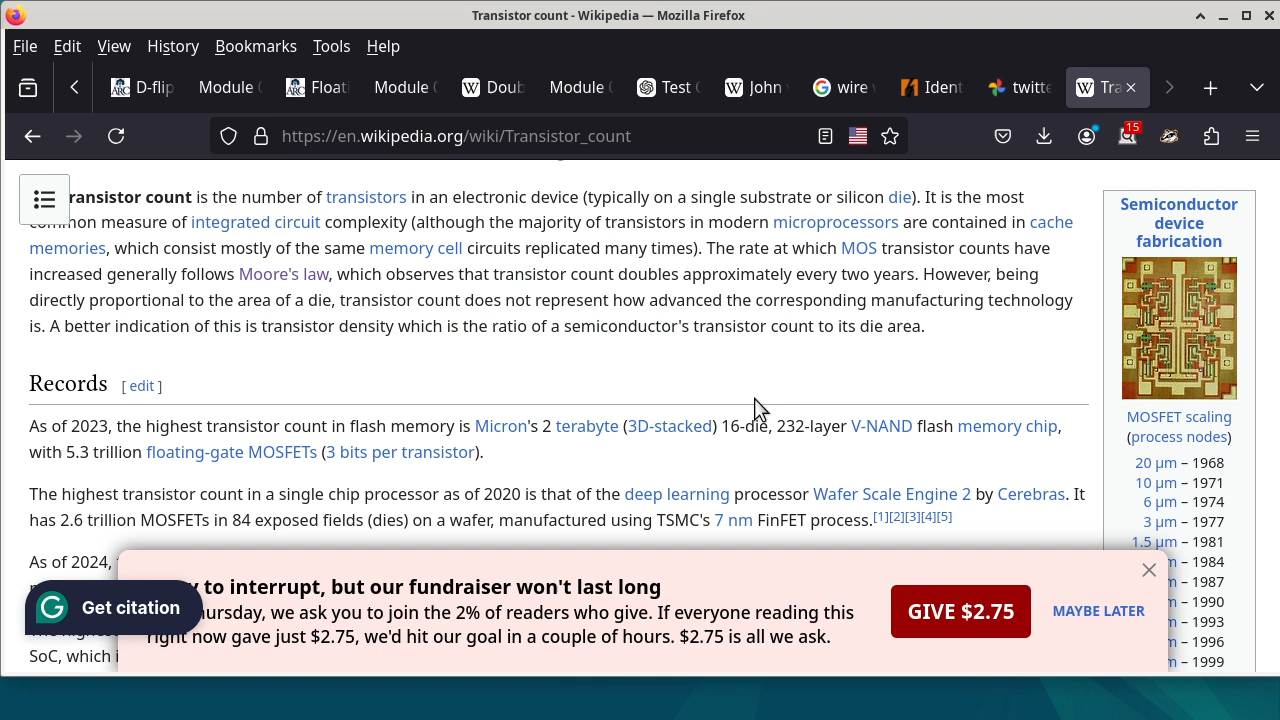 Transistor count - Wikipedia — Mozilla Firefox
File Edit View History Bookmarks Tools Help
D-flip Module Floati Module Doub Module Test John wire Ident twitte Tra
https://en.wikipedia.org/wiki/Transistor_count
15
transistor count is the number of transistors in an electronic device (typically on a single substrate or silicon die). It is the most
common measure of integrated circuit complexity (although the majority of transistors in modern microprocessors are contained in cache
memories, which consist mostly of the same memory cell circuits replicated many times). The rate at which MOS transistor counts have
increased generally follows Moore's law, which observes that transistor count doubles approximately every two years. However, being
directly proportional to the area of a die, transistor count does not represent how advanced the corresponding manufacturing technology
is. A better indication of this is transistor density which is the ratio of a semiconductor's transistor count to its die area.
Records [ edit ]
As of 2023, the highest transistor count in flash memory is Micron's 2 terabyte (3D-stacked) 16-die, 232-layer V-NAND flash memory chip,
with 5.3 trillion floating-gate MOSFETs (3 bits per transistor).
The highest transistor count in a single chip processor as of 2020 is that of the deep learning processor Wafer Scale Engine 2 by Cerebras. It
has 2.6 trillion MOSFETs in 84 exposed fields (dies) on a wafer, manufactured using TSMC's 7 nm FinFET process.[1][2][3][4][5]
As of 2024,
SoC, which i
Semiconductor
device
fabrication
MOSFET scaling
(process nodes)
20 μm – 1968
10 μm – 1971
6 μm – 1974
3 μm – 1977
1.5 μm – 1981
m – 1984
– 1987
m – 1990
m – 1993
m – 1996
m – 1999
Get citation
y to interrupt, but our fundraiser won't last long
hursday, we ask you to join the 2% of readers who give. If everyone reading this
right now gave just $2.75, we'd hit our goal in a couple of hours. $2.75 is all we ask.
GIVE $2.75
MAYBE LATER